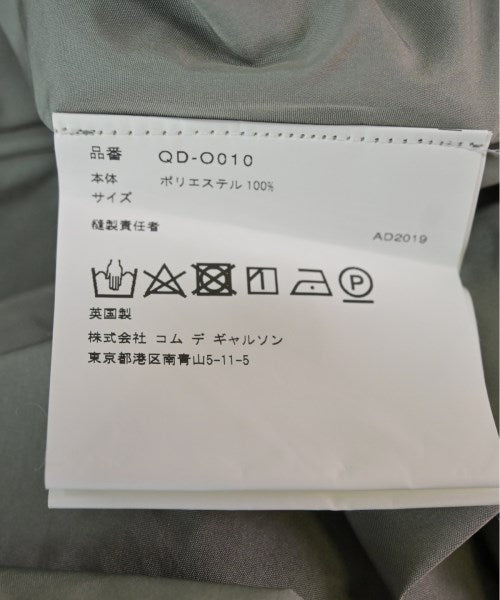 品番 QD-O010
本体 ポリエステル 100%
サイズ
縫製責任者
AD2019
P
英国製
株式会社 コム デ ギャルソン
東京都港区南青山5-11-5